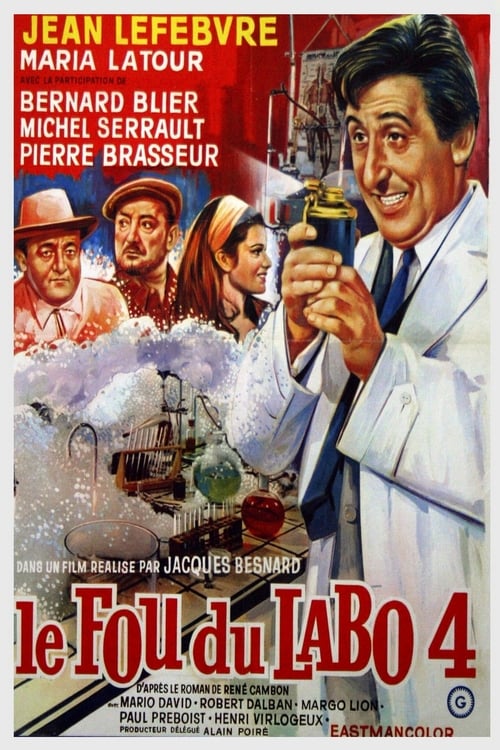 JEAN LEFEBVRE
MARIA LATOUR
AVEC LA PARTICIPATION DE
BERNARD BLIER
MICHEL SERRAULT
PIERRE BRASSEUR
DANS UN FILM REALISE PAR JACQUES BESNARD
le FOU du LABO 4
D'APRÈS LE ROMAN DE RENÉ CAMBON
avec MARIO DAVID · ROBERT DALBAN · MARGO LION ·
PAUL PREBOIST · HENRI VIRLOGEUX
PRODUCTEUR DÉLÉGUÉ ALAIN POIRÉ
EASTMANCOLOR
G